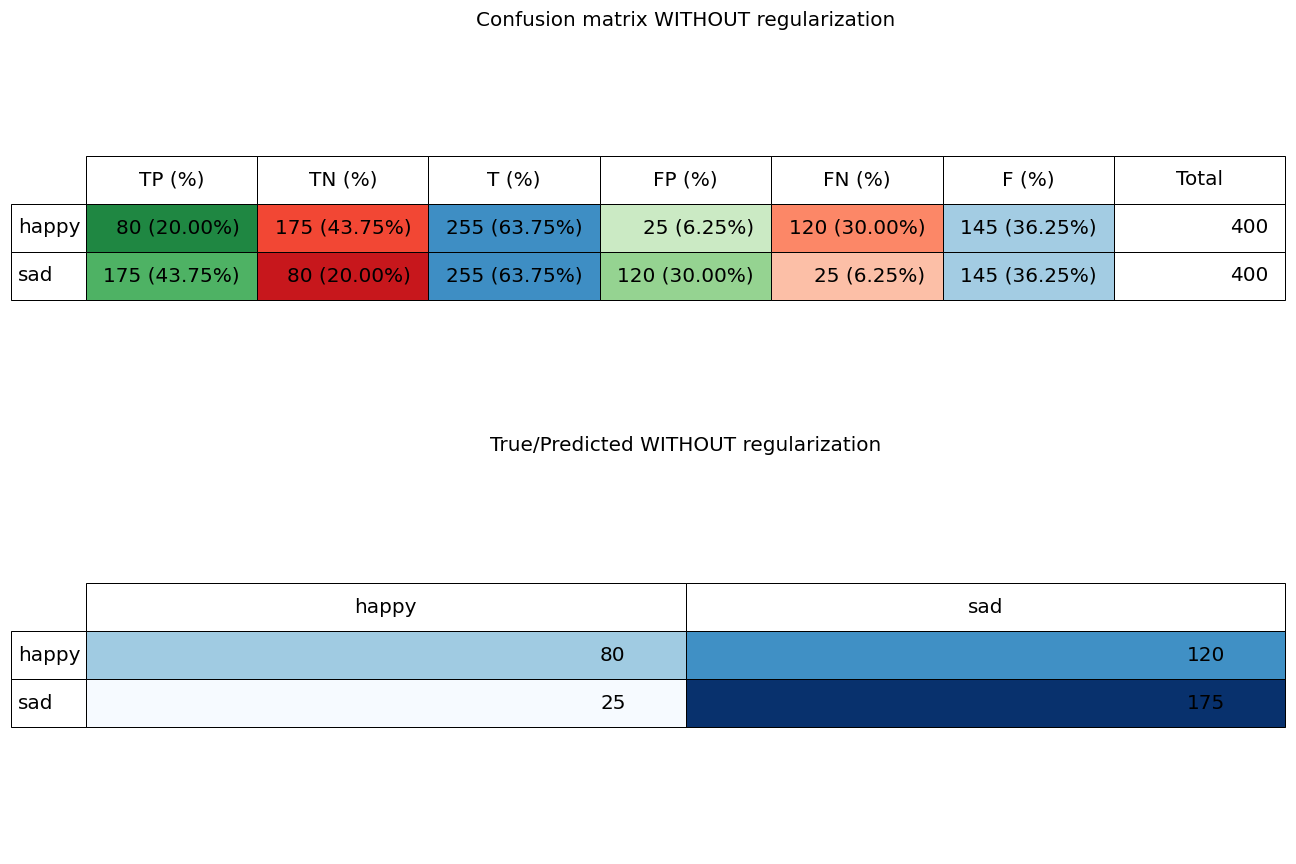 Confusion matrix WITHOUT regularization
TP (%) TN (%) T (%) FP (%) FN (%) F (%) Total
happy 80 (20.00%) 175 (43.75%) 255 (63.75%) 25 (6.25%) 120 (30.00%) 145 (36.25%) 400
sad 175 (43.75%) 80 (20.00%) 255 (63.75%) 120 (30.00%) 25 (6.25%) 145 (36.25%) 400
True/Predicted WITHOUT regularization
happy sad
happy 80 120
sad 25 175